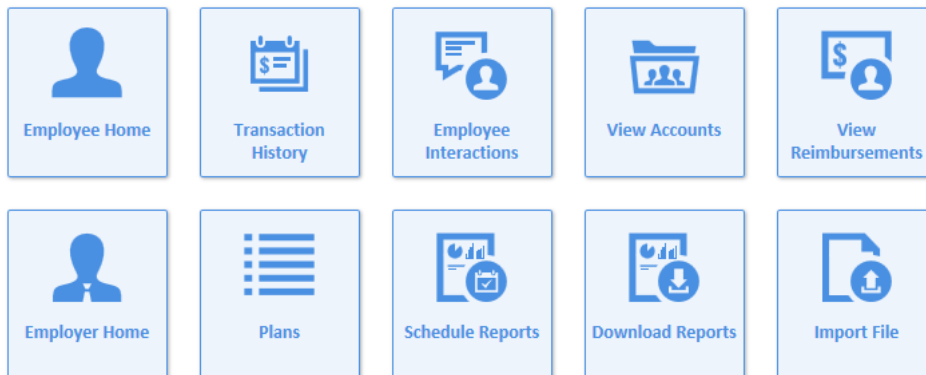 Employee Home
Transaction
History
Employee
Interactions
View Accounts
View
Reimbursements
Employer Home
Plans
Schedule Reports
Download Reports
Import File